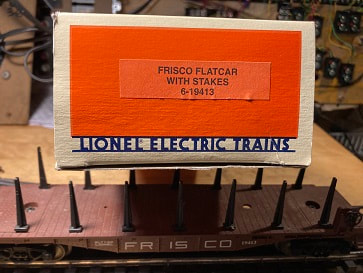 FRISCO FLATCAR
WITH STAKES
6-19413
LIONEL ELECTRIC TRAINS
FRISCO